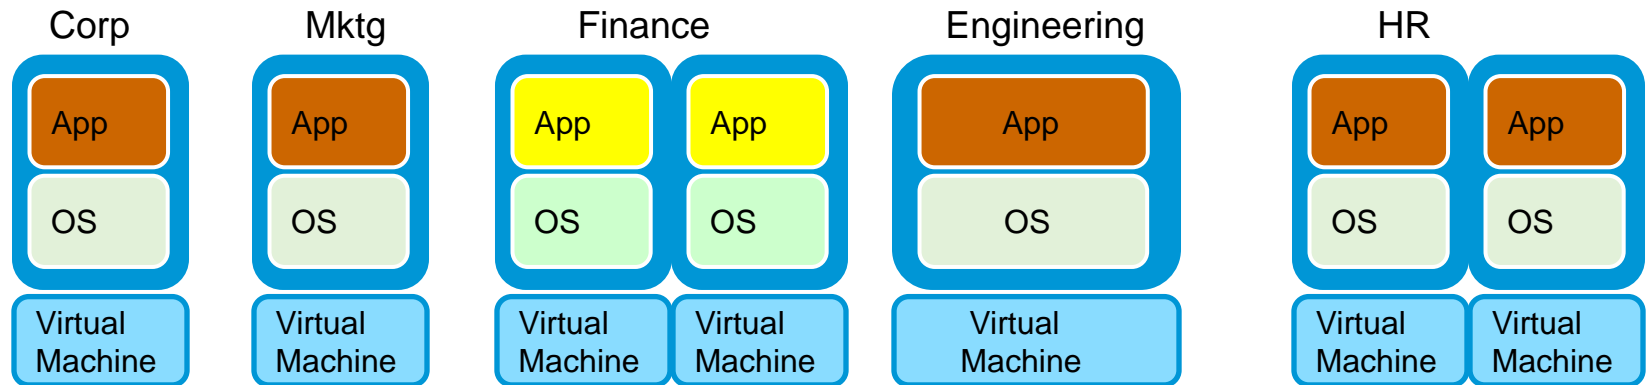 Corp Mktg Finance Engineering HR
App App App App App App App
OS OS OS OS OS OS OS
Virtual Virtual Virtual Virtual Virtual Virtual Virtual
Machine Machine Machine Machine Machine Machine Machine